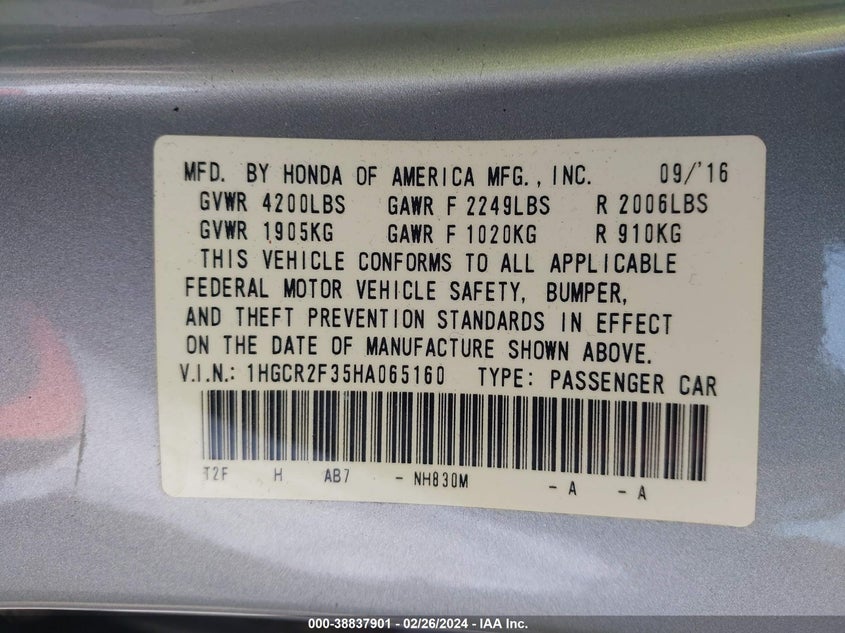 MFD. BY HONDA OF AMERICA MFG., INC. 09/'16
GVWR 4200LBS GAWR F 2249LBS R 2006LBS
GVWR 1905KG GAWR F 1020KG R 910KG
THIS VEHICLE CONFORMS TO ALL APPLICABLE
FEDERAL MOTOR VEHICLE SAFETY, BUMPER,
AND THEFT PREVENTION STANDARDS IN EFFECT
ON THE DATE OF MANUFACTURE SHOWN ABOVE.
V.I.N.: 1HGCR2F35HA065160 TYPE: PASSENGER CAR
T2F H AB7 - NH830M - A - A
000-38837901 - 02/26/2024 - IAA Inc.